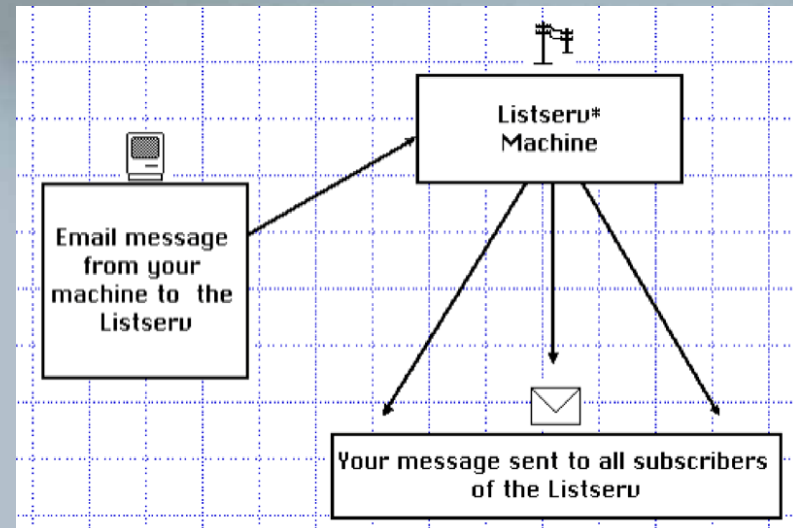 Listserv*
Machine
Email message
from your
machine to the
Listserv
Your message sent to all subscribers
of the Listserv